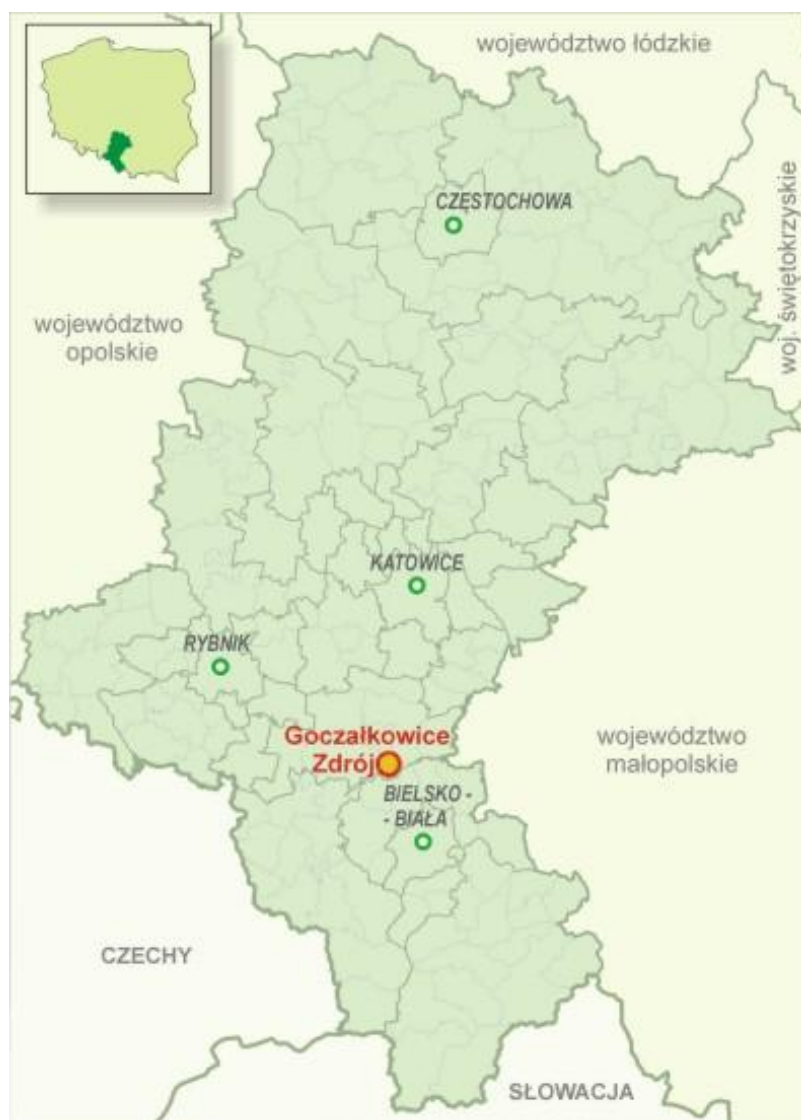 województwo łódzkie
CZĘSTOCHOWA
woj. świętokrzyskie
województwo
opolskie
KATOWICE
RYBNIK
Goczałkowice
Zdrój
województwo
małopolskie
BIELSKO -
- BIAŁA
CZECHY
SŁOWACJA